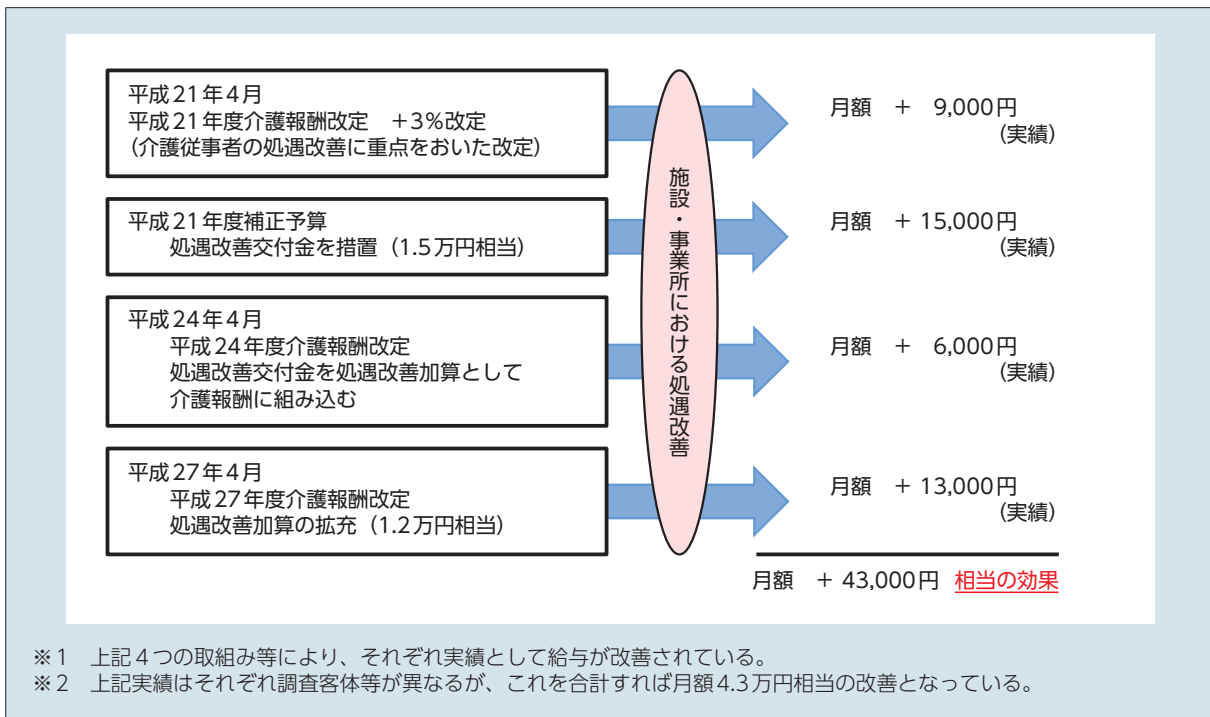 平成21年4月
平成21年度介護報酬改定　+3%改定
（介護従事者の処遇改善に重点をおいた改定）
月額　+　9,000円
（実績）
平成21年度補正予算
処遇改善交付金を措置（1.5万円相当）
月額　+ 15,000円
（実績）
平成24年4月
平成24年度介護報酬改定
処遇改善交付金を処遇改善加算として
介護報酬に組み込む
月額　+　6,000円
（実績）
平成27年4月
平成27年度介護報酬改定
処遇改善加算の拡充（1.2万円相当）
月額　+ 13,000円
（実績）
施設・事業所における処遇改善
月額　+ 43,000円　相当の効果
※1　上記4つの取組み等により、それぞれ実績として給与が改善されている。
※2　上記実績はそれぞれ調査客体等が異なるが、これを合計すれば月額4.3万円相当の改善となっている。